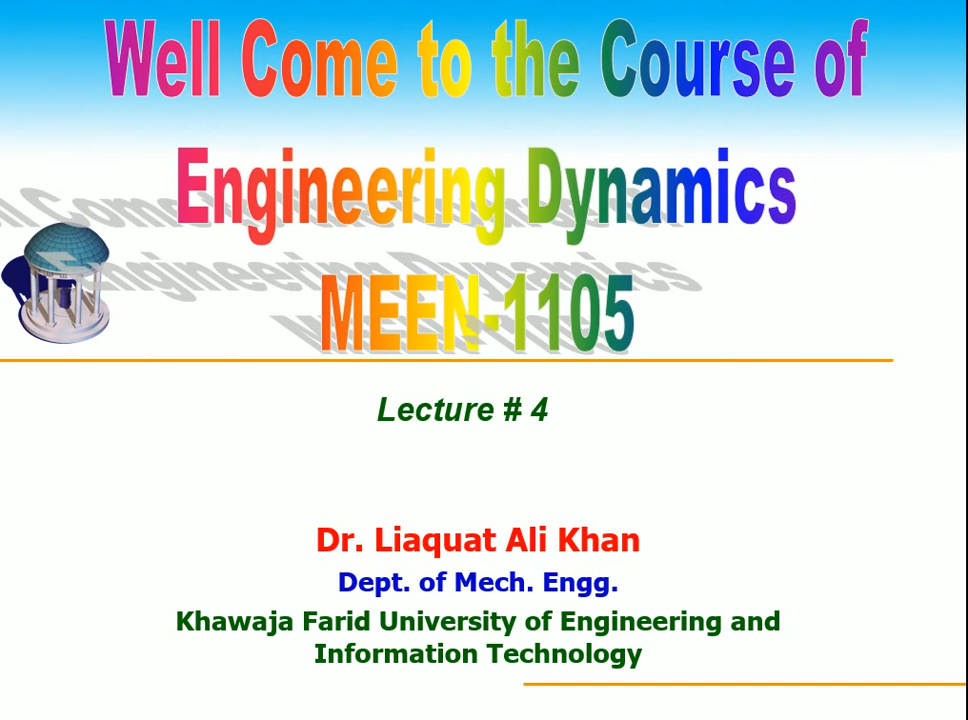 Well Come to the Course of
Engineering Dynamics
MEEN-1105
Lecture # 4
Dr. Liaquat Ali Khan
Dept. of Mech. Engg.
Khawaja Farid University of Engineering and
Information Technology